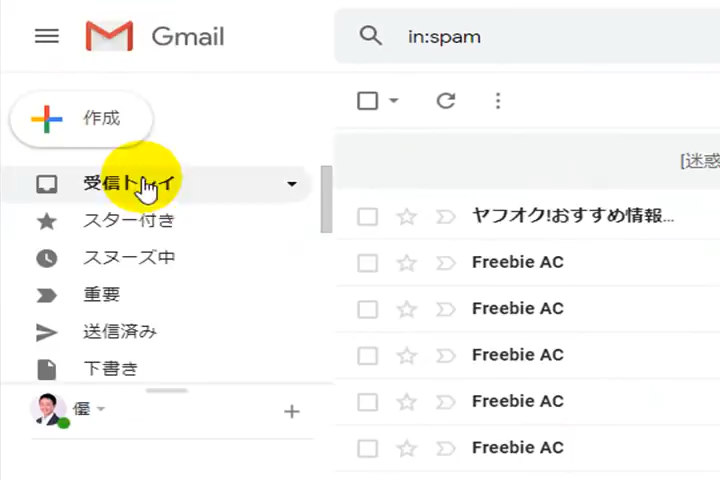 Gmail
in:spam
作成
[迷惑
受信トレイ
スター付き
スヌーズ中
重要
送信済み
下書き
優
ヤフオク!おすすめ情報...
Freebie AC
Freebie AC
Freebie AC
Freebie AC
Freebie AC